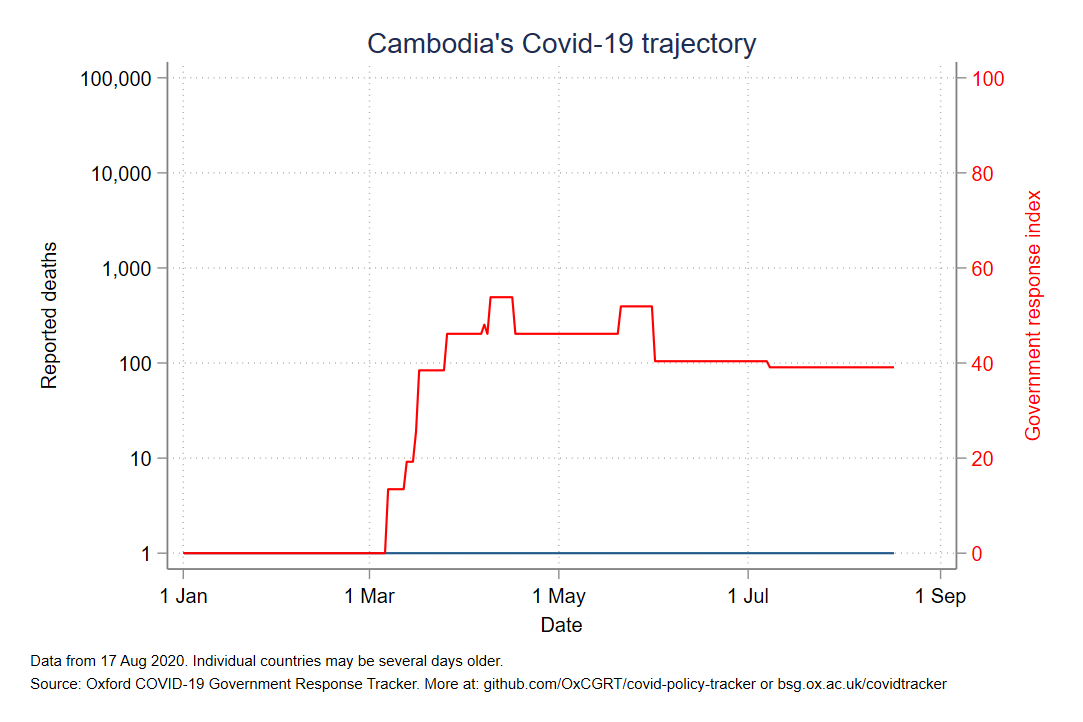 Cambodia's Covid-19 trajectory
100,000
10,000
1,000
100
10
1
Reported deaths
100
80
60
40
20
0
Government response index
1 Jan
1 Mar
1 May
1 Jul
1 Sep
Date
Data from 17 Aug 2020. Individual countries may be several days older.
Source: Oxford COVID-19 Government Response Tracker. More at: github.com/OxCGRT/covid-policy-tracker or bsg.ox.ac.uk/covidtracker